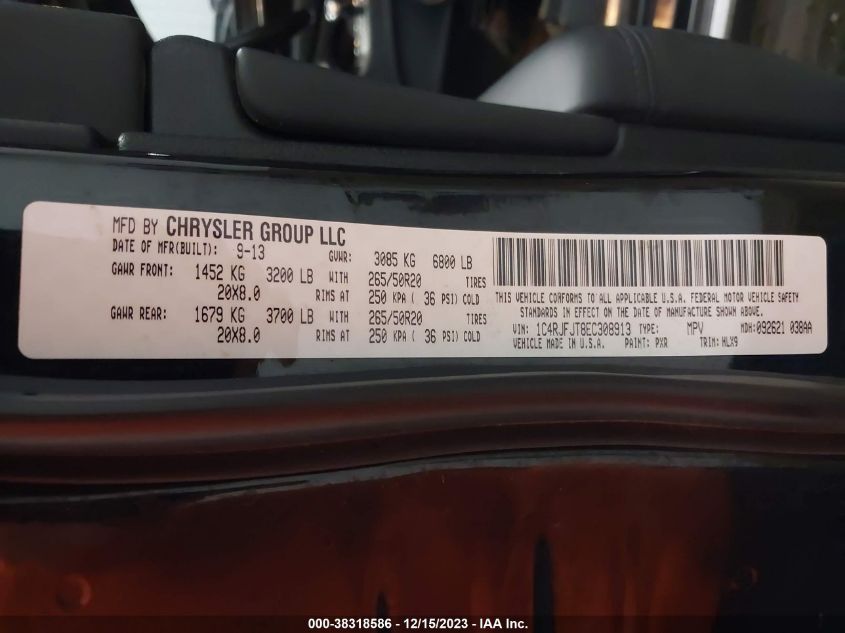 MFD BY CHRYSLER GROUP LLC
DATE OF MFR(BUILT): 9-13 GVWR: 3085 KG 6800 LB
GAWR FRONT: 1452 KG 3200 LB WITH 265/50R20 TIRES
20X8.0 RIMS AT 250 KPA ( 36 PSI) COLD
GAWR REAR: 1679 KG 3700 LB WITH 265/50R20 TIRES
20X8.0 RIMS AT 250 KPA ( 36 PSI) COLD
THIS VEHICLE CONFORMS TO ALL APPLICABLE U.S.A. FEDERAL MOTOR VEHICLE SAFETY
STANDARDS IN EFFECT ON THE DATE OF MANUFACTURE SHOWN ABOVE.
VIN: 1C4RJFJT8EC308913 TYPE: MPV MDH:092621 038AA
VEHICLE MADE IN U.S.A. PAINT: PXR TRIM: HLX9
000-38318586 - 12/15/2023 - IAA Inc.